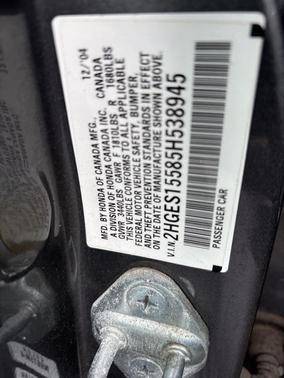 MFD. BY HONDA OF CANADA MFG., 12/'04
A DIVISION OF HONDA CANADA INC. CANADA
GVWR 3440LBS GAWR F 1810LBS R 1680LBS
THIS VEHICLE CONFORMS TO ALL APPLICABLE
FEDERAL MOTOR VEHICLE SAFETY, BUMPER,
AND THEFT PREVENTION STANDARDS IN EFFECT
ON THE DATE OF MANUFACTURE SHOWN ABOVE.
V.I.N. 2HGES15585H538945
PASSENGER CAR